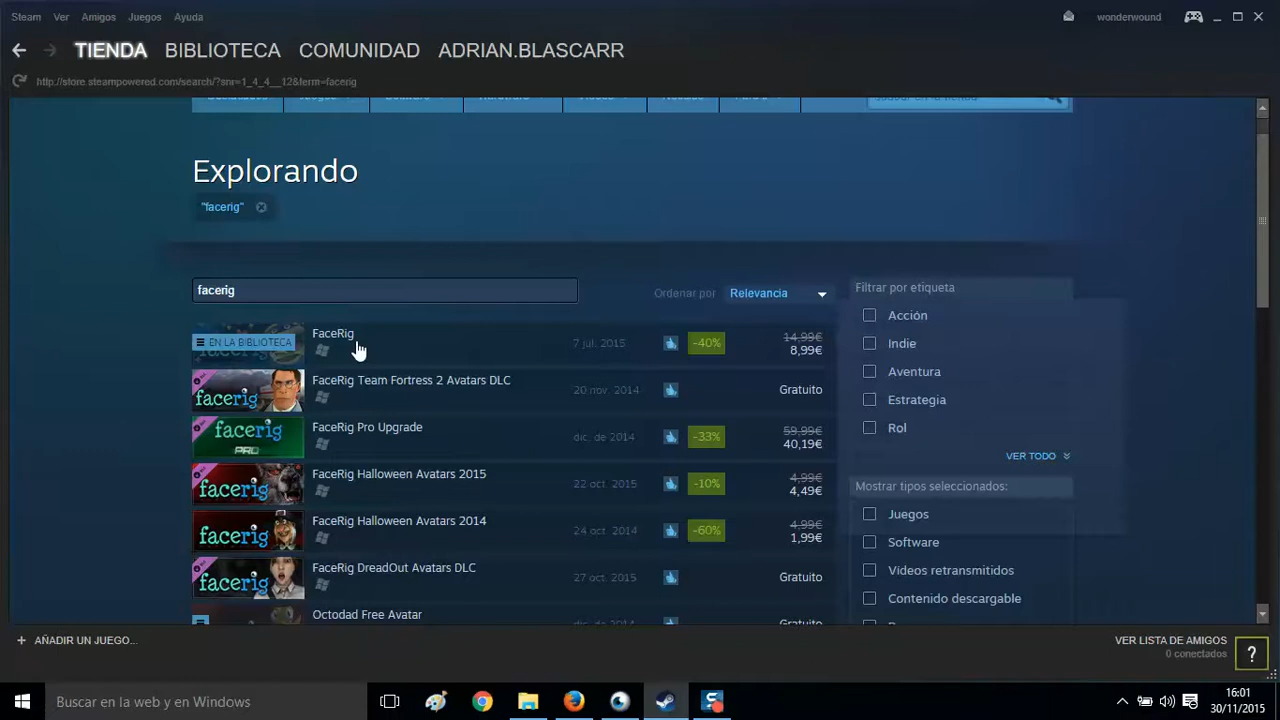 Steam Ver Amigos Juegos Ayuda wonderwound
TIENDA BIBLIOTECA COMUNIDAD ADRIAN.BLASCARR
http://store.steampowered.com/search/?snr=1_4_4__12&term=facerig
Explorando
"facerig"
facerig
Ordenar por Relevancia
Filtrar por etiqueta
Acción
Indie
Aventura
Estrategia
Rol
VER TODO
Mostrar tipos seleccionados:
Juegos
Software
Vídeos retransmitidos
Contenido descargable
EN LA BIBLIOTECA FaceRig 7 jul. 2015 -40% 14,99€
8,99€
facerig FaceRig Team Fortress 2 Avatars DLC 20 nov. 2014 Gratuito
facerig PRO FaceRig Pro Upgrade dic. de 2014 -33% 59,99€
40,19€
facerig FaceRig Halloween Avatars 2015 22 oct. 2015 -10% 4,99€
4,49€
facerig FaceRig Halloween Avatars 2014 24 oct. 2014 -60% 4,99€
1,99€
facerig FaceRig DreadOut Avatars DLC 27 oct. 2015 Gratuito
Octodad Free Avatar
+ AÑADIR UN JUEGO... VER LISTA DE AMIGOS
0 conectados
?
Buscar en la web y en Windows
16:01
30/11/2015